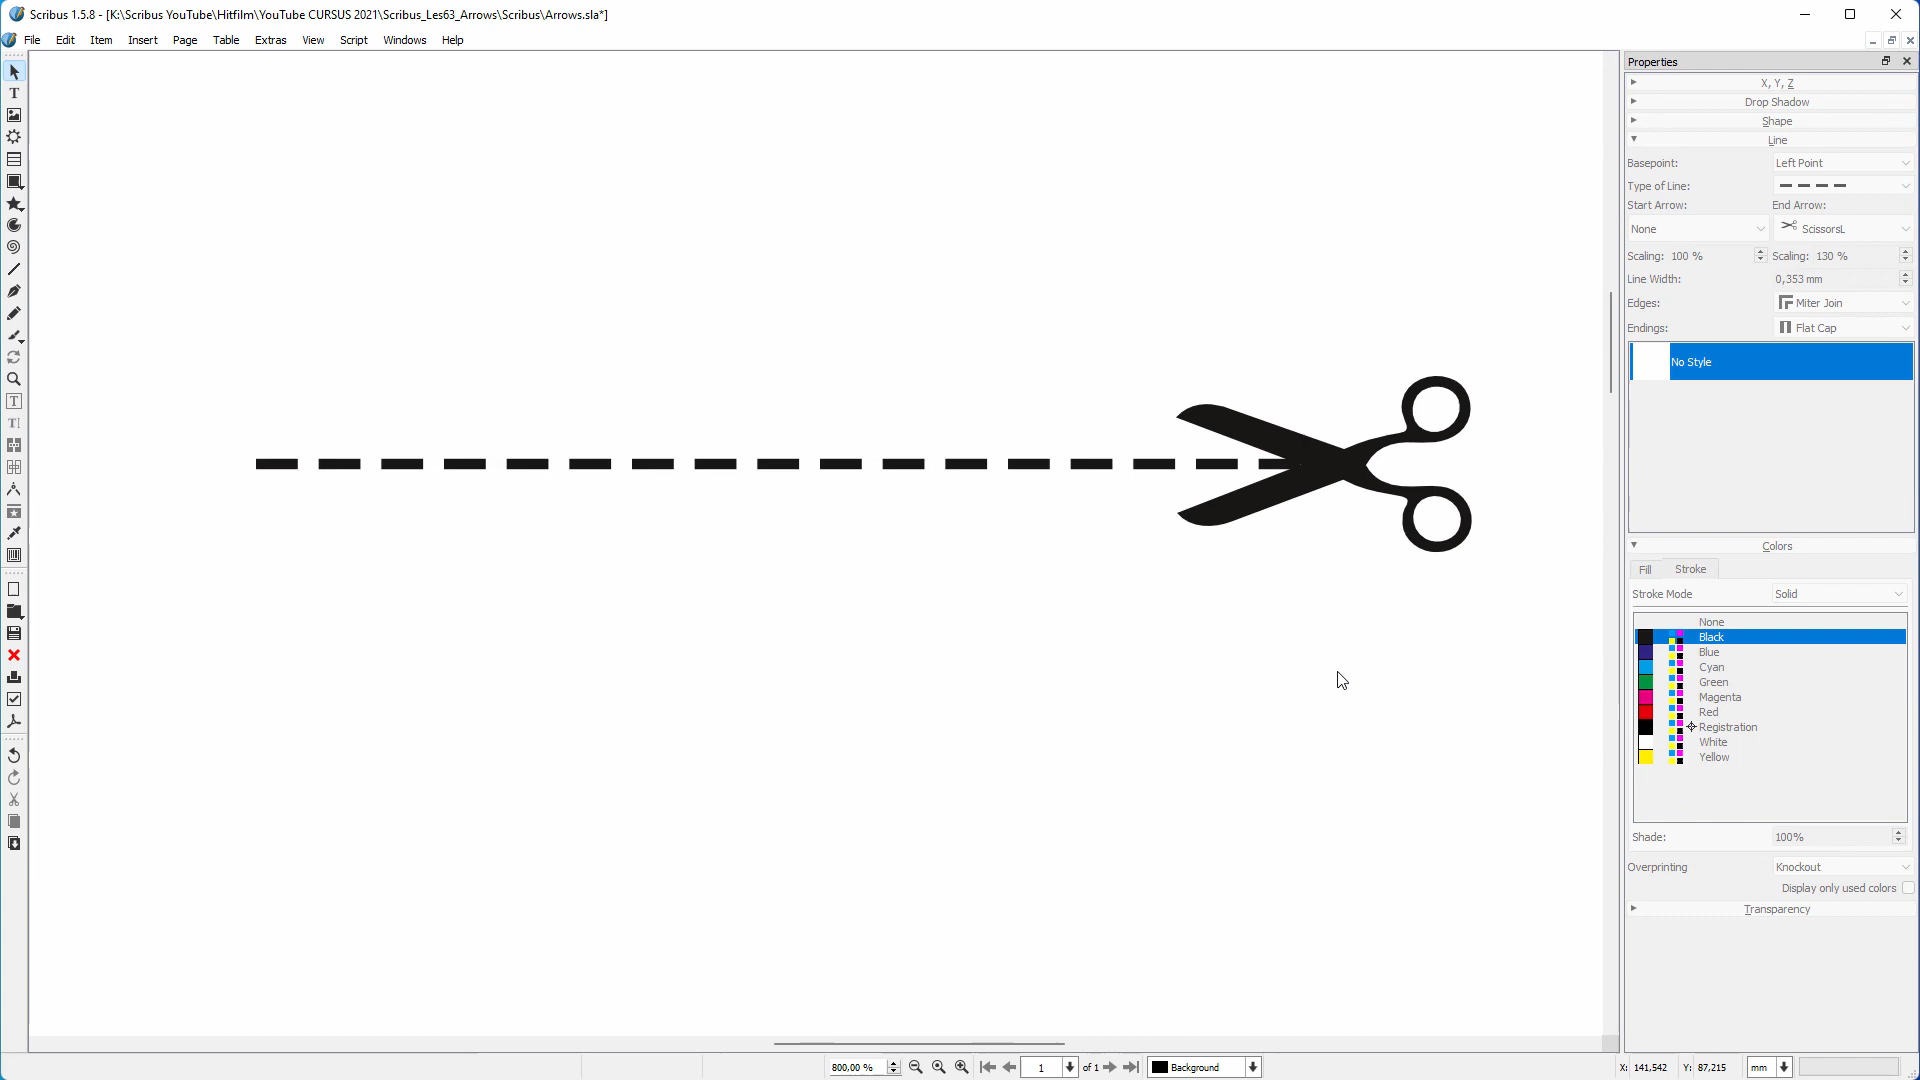 Scribus 1.5.8 - [K:\Scribus YouTube\Hitfilm\YouTube CURSUS 2021\Scribus_Les63_Arrows\Scribus\Arrows.sla*]
File Edit Item Insert Page Table Extras View Script Windows Help
Properties
X, Y, Z
Drop Shadow
Shape
Line
Basepoint: Left Point
Type of Line:
Start Arrow: End Arrow:
None ScissorsL
Scaling: 100 % Scaling: 130 %
Line Width: 0,353 mm
Edges: Miter Join
Endings: Flat Cap
No Style
Colors
Fill Stroke
Stroke Mode Solid
None
Black
Blue
Cyan
Green
Magenta
Red
Registration
White
Yellow
Shade: 100%
Overprinting Knockout
Display only used colors
Transparency
800,00 % 1 of 1 Background X: 141,542 Y: 87,215 mm